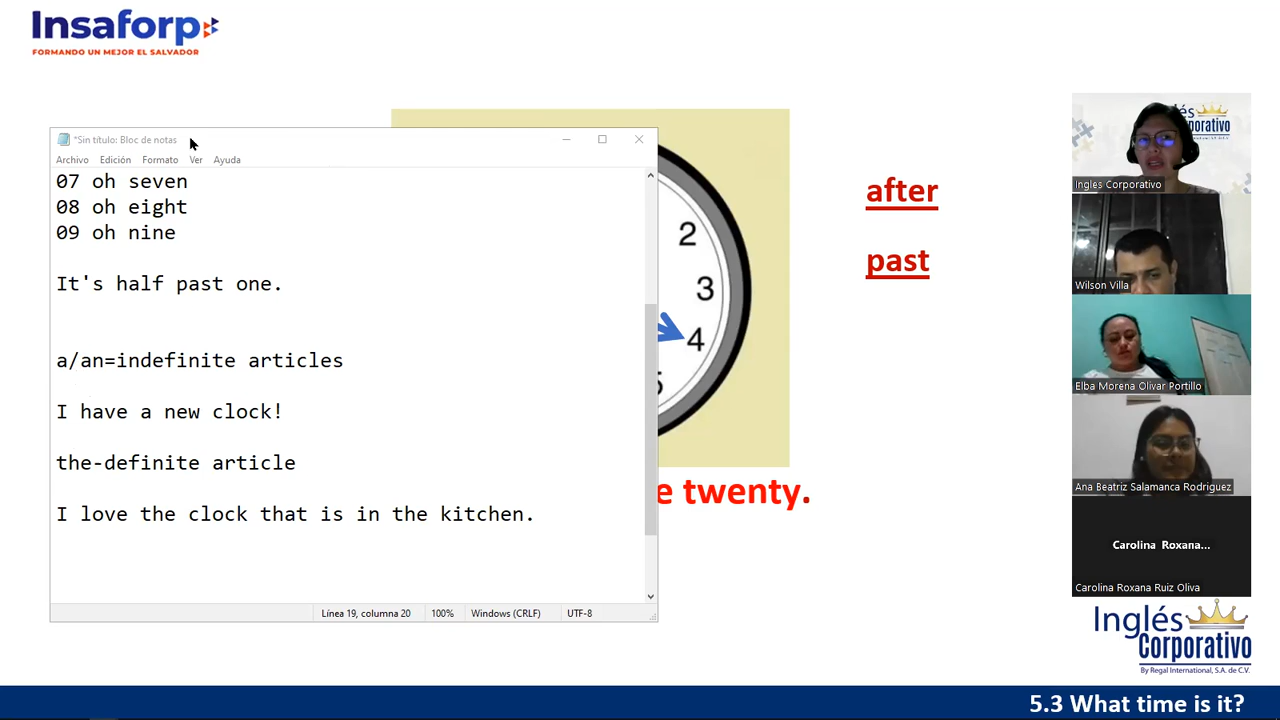 Insaforp
FORMANDO UN MEJOR EL SALVADOR
*Sin título: Bloc de notas
Archivo Edición Formato Ver Ayuda
07 oh seven
08 oh eight
09 oh nine
It's half past one.
a/an=indefinite articles
I have a new clock!
the-definite article
I love the clock that is in the kitchen.
Línea 19, columna 20 100% Windows (CRLF) UTF-8
2
3
4
5
e twenty.
after
past
Ingles Corporativo
Wilson Villa
Elba Morena Olivar Portillo
Ana Beatriz Salamanca Rodriguez
Carolina Roxana...
Carolina Roxana Ruiz Oliva
Inglés
Corporativo
By Regal International, S.A. de C.V.
5.3 What time is it?